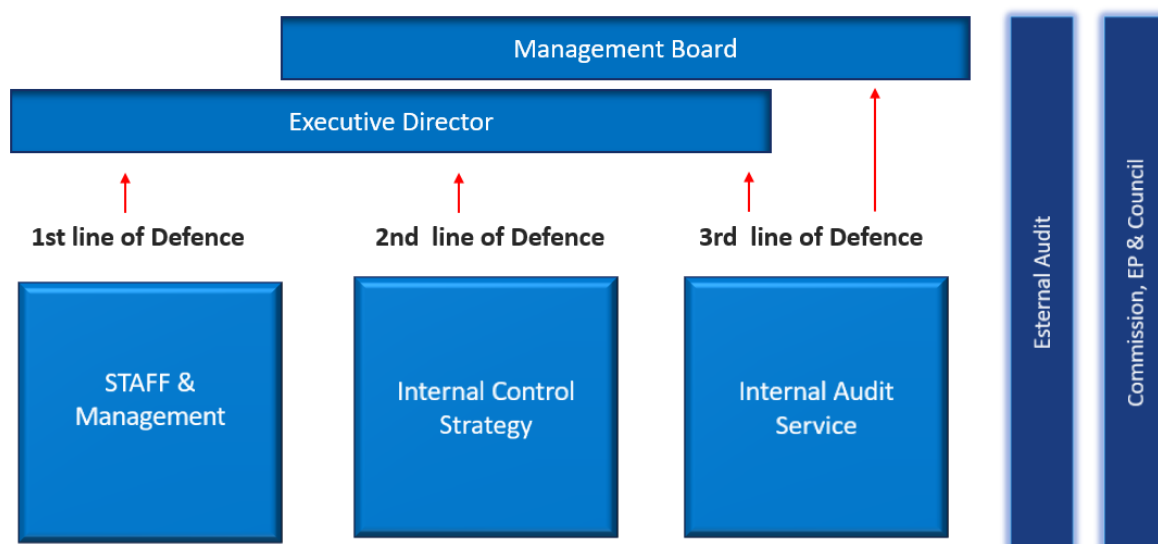 Management Board
Executive Director
1st line of Defence
2nd  line of Defence
3rd  line of Defence
STAFF &
Management
Internal Control
Strategy
Internal Audit
Service
Esternal Audit
Commission, EP & Council